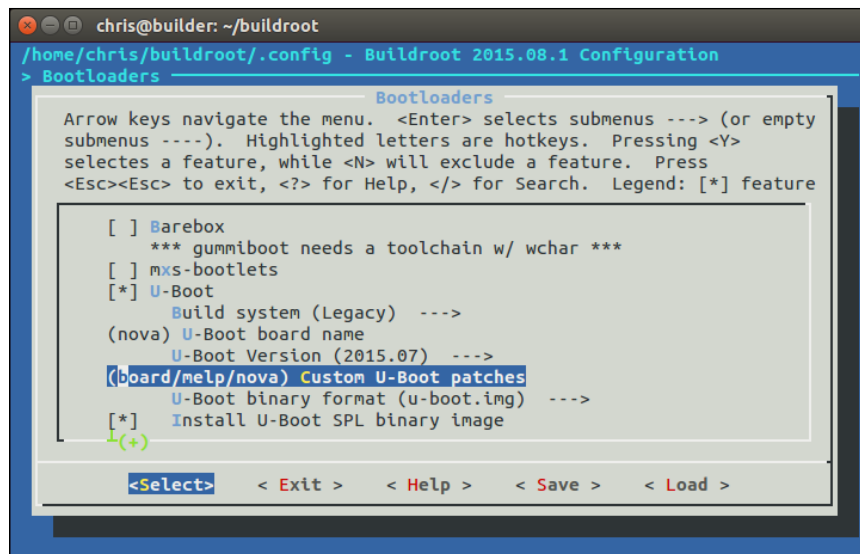 chris@builder: ~/buildroot
/home/chris/buildroot/.config - Buildroot 2015.08.1 Configuration
> Bootloaders
Bootloaders
Arrow keys navigate the menu.  <Enter> selects submenus ---> (or empty
submenus ----).  Highlighted letters are hotkeys.  Pressing <Y>
selectes a feature, while <N> will exclude a feature.  Press
<Esc><Esc> to exit, <?> for Help, </> for Search.  Legend: [*] feature
[ ] Barebox
*** gummiboot needs a toolchain w/ wchar ***
[ ] mxs-bootlets
[*] U-Boot
Build system (Legacy)  --->
(nova) U-Boot board name
U-Boot Version (2015.07)  --->
(board/melp/nova) Custom U-Boot patches
U-Boot binary format (u-boot.img)  --->
[*]   Install U-Boot SPL binary image
┴(+)
<Select>    < Exit >    < Help >    < Save >    < Load >